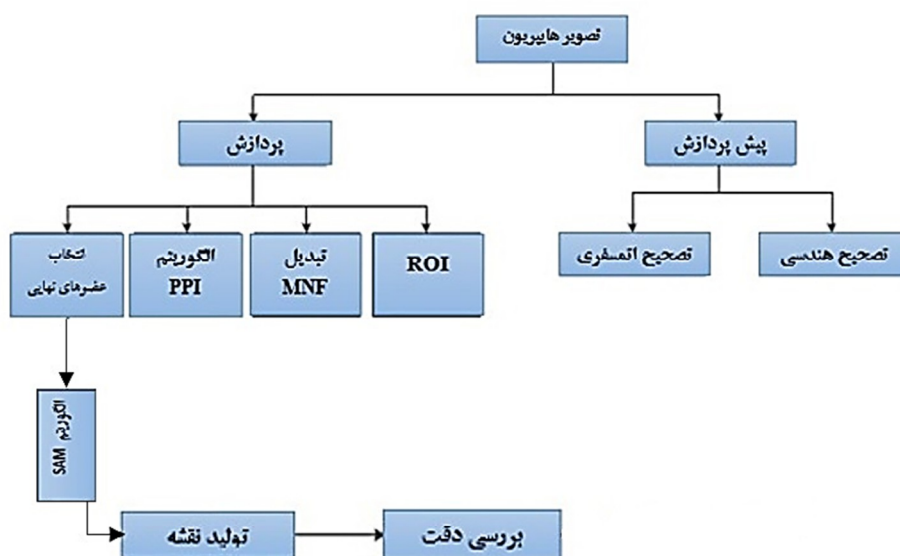 تصویر هایپریون
پیش پردازش
پردازش
تصحیح هندسی
تصحیح اتمسفری
ROI
تبدیل
MNF
الگوریتم
PPI
انتخاب
عضوهای نهایی
الگوریتم SAM
تولید نقشه
بررسی دقت